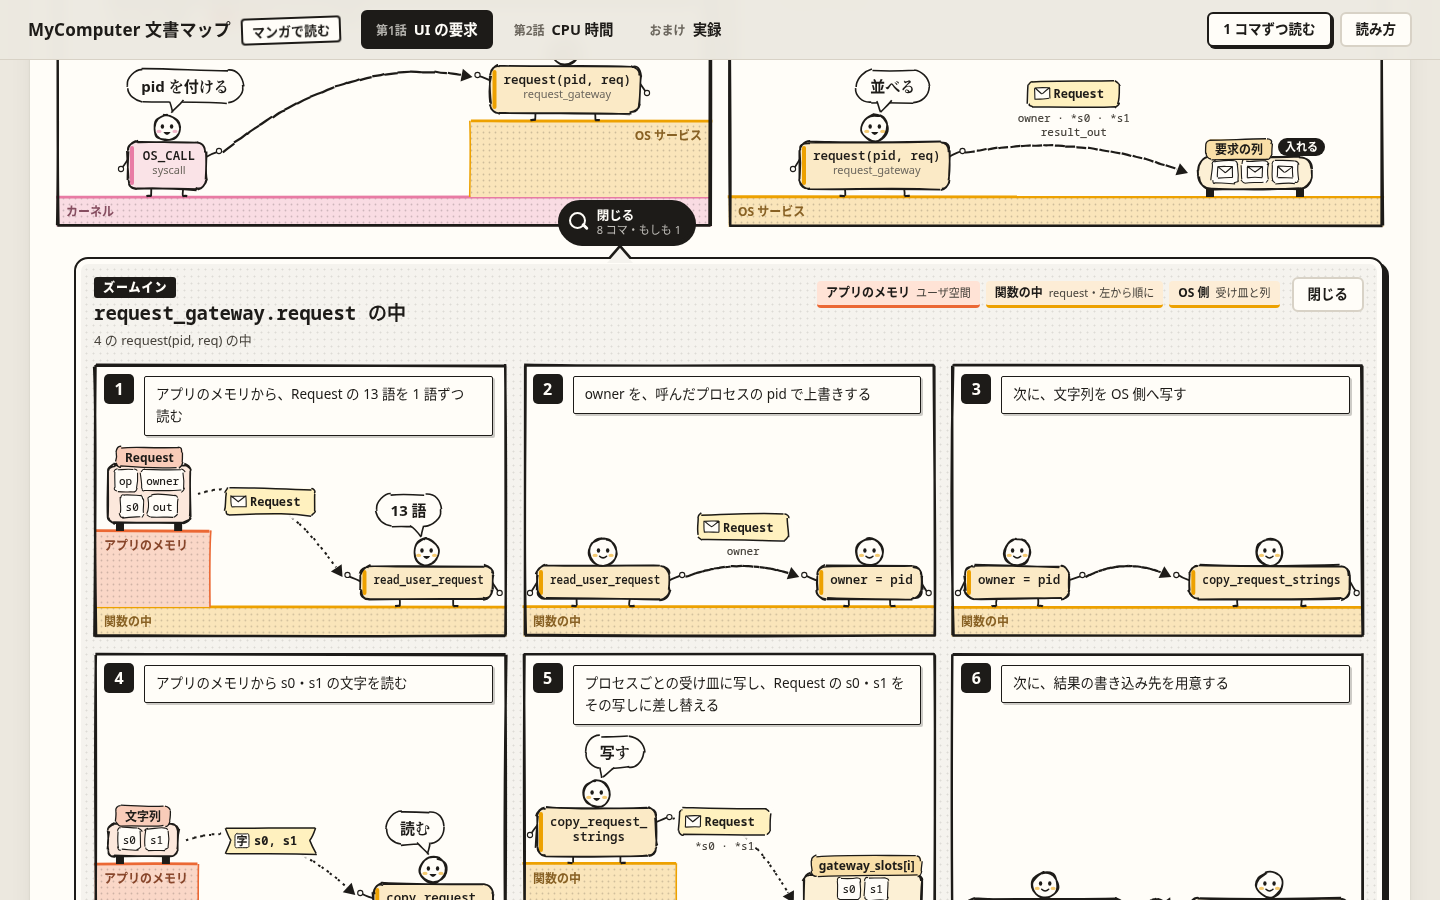 MyComputer 文書マップ
マンガで読む
第1話 UI の要求
第2話 CPU 時間
おまけ 実録
1 コマずつ読む
読み方
pid を付ける
request(pid, req)
request_gateway
OS サービス
OS_CALL
syscall
カーネル
並べる
Request
owner · *s0 · *s1
result_out
request(pid, req)
request_gateway
要求の列
入れる
OS サービス
閉じる
8 コマ・もしも 1
ズームイン
request_gateway.request の中
4 の request(pid, req) の中
アプリのメモリ ユーザ空間
関数の中 request・左から順に
OS 側 受け皿と列
閉じる
1
アプリのメモリから、Request の 13 語を 1 語ずつ
読む
Request
op
owner
s0
out
Request
13 語
アプリのメモリ
read_user_request
関数の中
2
owner を、呼んだプロセスの pid で上書きする
Request
owner
read_user_request
owner = pid
関数の中
3
次に、文字列を OS 側へ写す
owner = pid
copy_request_strings
関数の中
4
アプリのメモリから s0・s1 の文字を読む
文字列
s0
s1
字 s0, s1
読む
アプリのメモリ
copy_request_
5
プロセスごとの受け皿に写し、Request の s0・s1 を
その写しに差し替える
写す
copy_request_
strings
Request
*s0 · *s1
関数の中
gateway_slots[i]
s0
s1
6
次に、結果の書き込み先を用意する